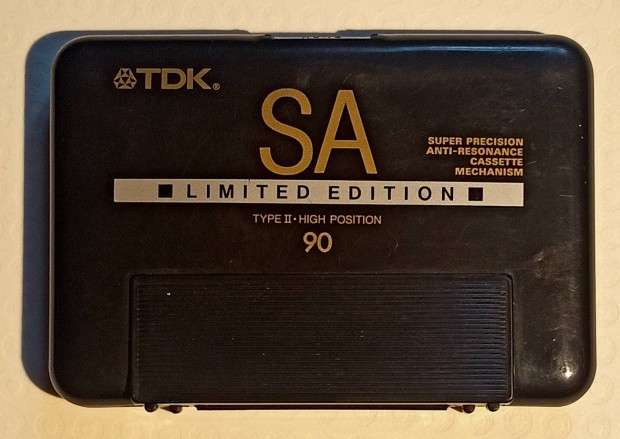 TDK®
SA
SUPER PRECISION
ANTI-RESONANCE
CASSETTE
MECHANISM
■ LIMITED EDITION ■
TYPE II · HIGH POSITION
90